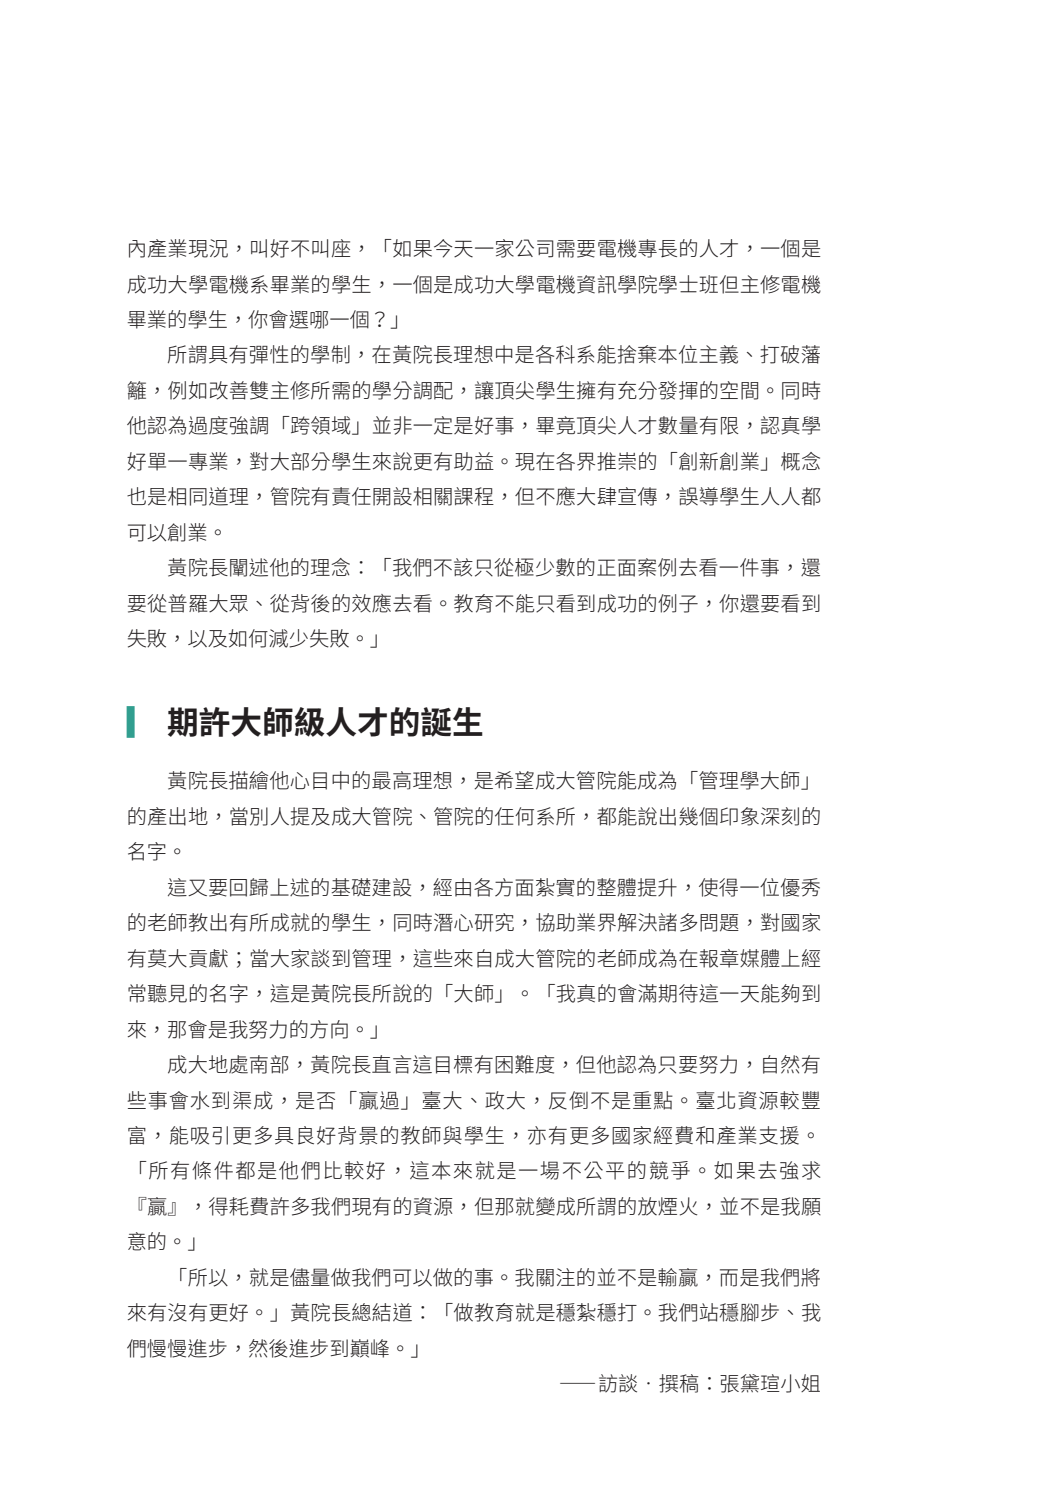 內產業現況，叫好不叫座，「如果今天一家公司需要電機專長的人才，一個是
成功大學電機系畢業的學生，一個是成功大學電機資訊學院學士班但主修電機
畢業的學生，你會選哪一個？」
所謂具有彈性的學制，在黃院長理想中是各科系能捨棄本位主義、打破藩
籬，例如改善雙主修所需的學分調配，讓頂尖學生擁有充分發揮的空間。同時
他認為過度強調「跨領域」並非一定是好事，畢竟頂尖人才數量有限，認真學
好單一專業，對大部分學生來說更有助益。現在各界推崇的「創新創業」概念
也是相同道理，管院有責任開設相關課程，但不應大肆宣傳，誤導學生人人都
可以創業。
黃院長闡述他的理念：「我們不該只從極少數的正面案例去看一件事，還
要從普羅大眾、從背後的效應去看。教育不能只看到成功的例子，你還要看到
失敗，以及如何減少失敗。」
期許大師級人才的誕生
黃院長描繪他心目中的最高理想，是希望成大管院能成為「管理學大師」
的產出地，當別人提及成大管院、管院的任何系所，都能說出幾個印象深刻的
名字。
這又要回歸上述的基礎建設，經由各方面紮實的整體提升，使得一位優秀
的老師教出有所成就的學生，同時潛心研究，協助業界解決諸多問題，對國家
有莫大貢獻；當大家談到管理，這些來自成大管院的老師成為在報章媒體上經
常聽見的名字，這是黃院長所說的「大師」。「我真的會滿期待這一天能夠到
來，那會是我努力的方向。」
成大地處南部，黃院長直言這目標有困難度，但他認為只要努力，自然有
些事會水到渠成，是否「贏過」臺大、政大，反倒不是重點。臺北資源較豐
富，能吸引更多具良好背景的教師與學生，亦有更多國家經費和產業支援。
「所有條件都是他們比較好，這本來就是一場不公平的競爭。如果去強求
『贏』，得耗費許多我們現有的資源，但那就變成所謂的放煙火，並不是我願
意的。」
「所以，就是儘量做我們可以做的事。我關注的並不是輸贏，而是我們將
來有沒有更好。」黃院長總結道：「做教育就是穩紮穩打。我們站穩腳步、我
們慢慢進步，然後進步到巔峰。」
——訪談．撰稿：張黛瑄小姐